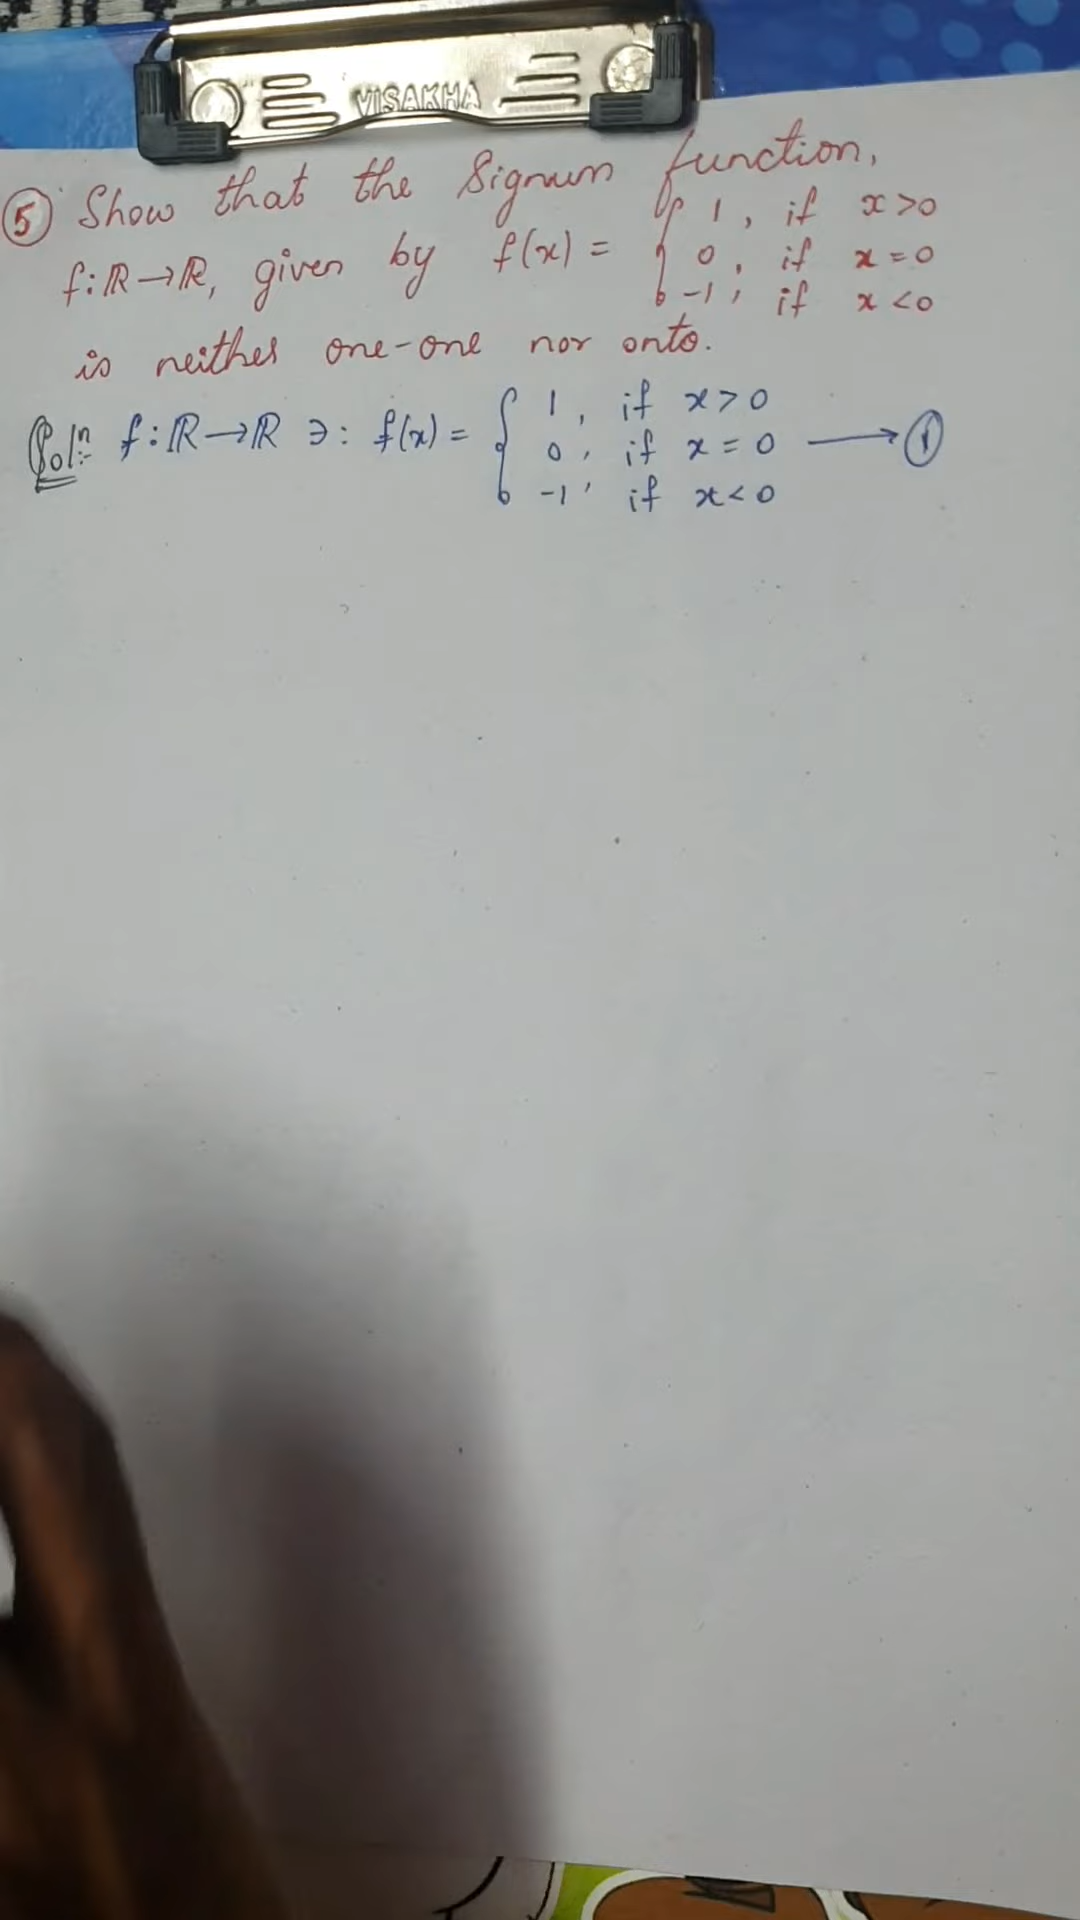 VISAKHA
⑤ Show that the Signum function,
f:ℝ→ℝ, given by f(x) = { 1, if x>0
0, if x=0
-1, if x<0
is neither one-one nor onto.
Solⁿ:- f:ℝ→ℝ ∋: f(x) = { 1, if x>0
0, if x=0 ⟶ ①
-1, if x<0